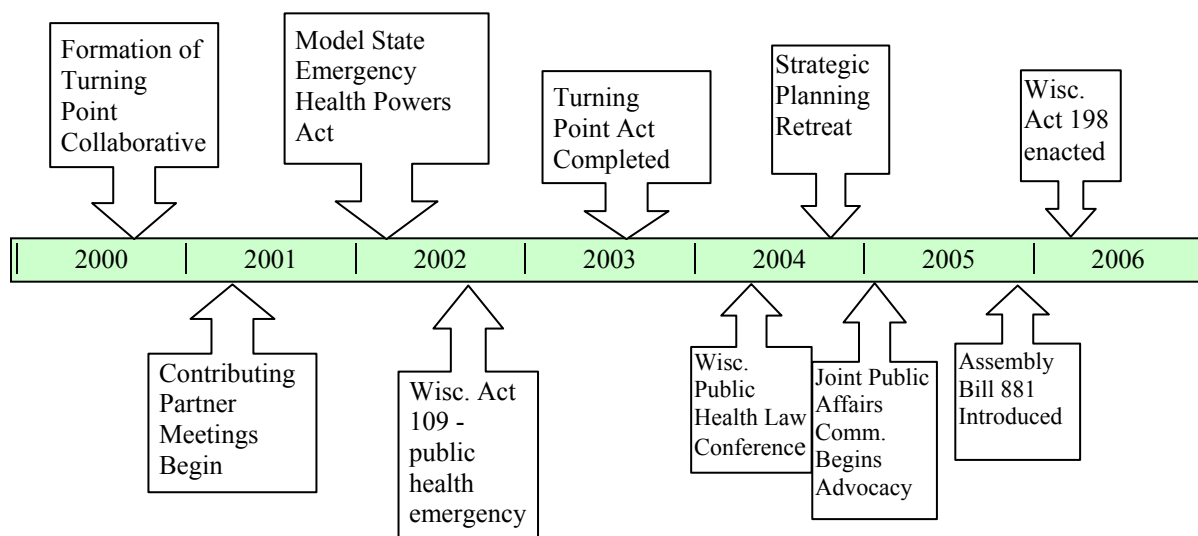 Formation of
Turning
Point
Collaborative
Model State
Emergency
Health Powers
Act
Turning
Point Act
Completed
Strategic
Planning
Retreat
Wisc.
Act 198
enacted
2000 2001 2002 2003 2004 2005 2006
Contributing
Partner
Meetings
Begin
Wisc. Act
109 -
public
health
emergency
Wisc.
Public
Health Law
Conference
Joint Public
Affairs
Comm.
Begins
Advocacy
Assembly
Bill 881
Introduced